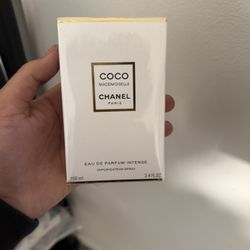 COCO
MADEMOISELLE
CHANEL
PARIS
EAU DE PARFUM INTENSE
VAPORISATEUR SPRAY
100 ml
3.4 FL.OZ